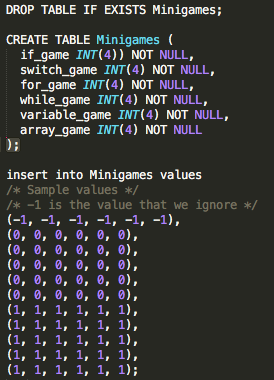 DROP TABLE IF EXISTS Minigames;
CREATE TABLE Minigames (
if_game INT(4)) NOT NULL,
switch_game INT(4) NOT NULL,
for_game INT(4) NOT NULL,
while_game INT(4) NOT NULL,
variable_game INT(4) NOT NULL,
array_game INT(4) NOT NULL
);
insert into Minigames values
/* Sample values */
/* -1 is the value that we ignore */
(-1, -1, -1, -1, -1, -1),
(0, 0, 0, 0, 0, 0),
(0, 0, 0, 0, 0, 0),
(0, 0, 0, 0, 0, 0),
(0, 0, 0, 0, 0, 0),
(0, 0, 0, 0, 0, 0),
(1, 1, 1, 1, 1, 1),
(1, 1, 1, 1, 1, 1),
(1, 1, 1, 1, 1, 1),
(1, 1, 1, 1, 1, 1),
(1, 1, 1, 1, 1, 1);